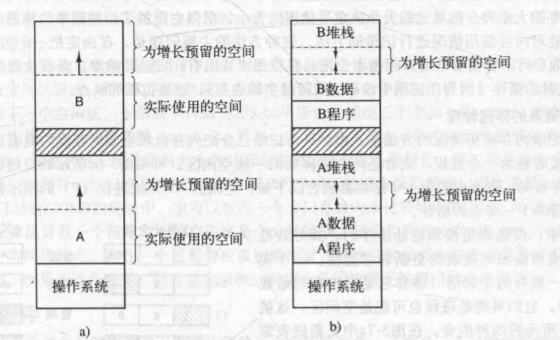 为增长预留的空间
B
实际使用的空间
为增长预留的空间
A
实际使用的空间
操作系统
a)
B堆栈
为增长预留的空间
B数据
B程序
A堆栈
为增长预留的空间
A数据
A程序
操作系统
b)